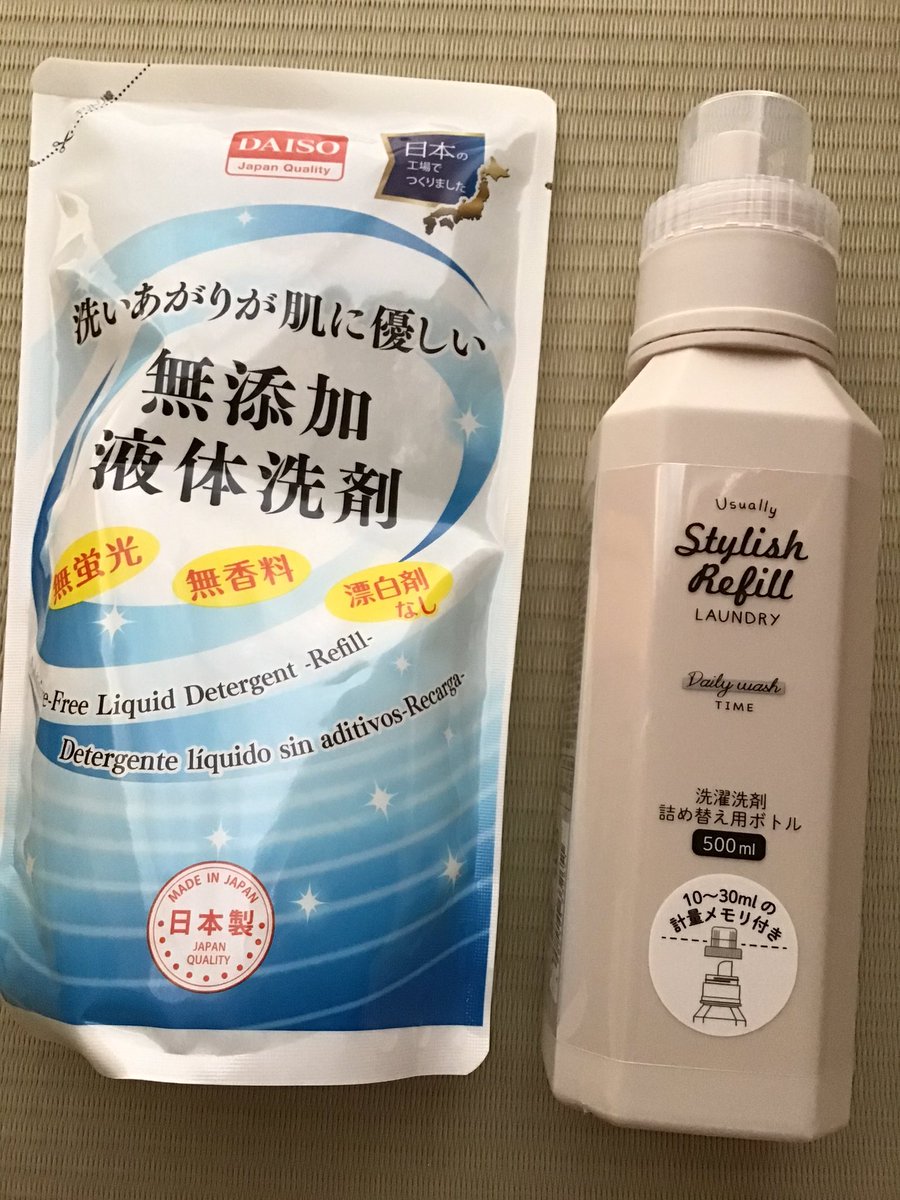 DAISO
Japan Quality
日本の
工場で
つくりました
洗いあがりが肌に優しい
無添加
液体洗剤
無蛍光
無香料
漂白剤
なし
e-Free Liquid Detergent -Refill-
Detergente líquido sin aditivos-Recarga-
MADE IN JAPAN
日本製
JAPAN
QUALITY
Usually
Stylish
Refill
LAUNDRY
Daily wash
TIME
洗濯洗剤
詰め替え用ボトル
500ml
10〜30mlの
計量メモリ付き